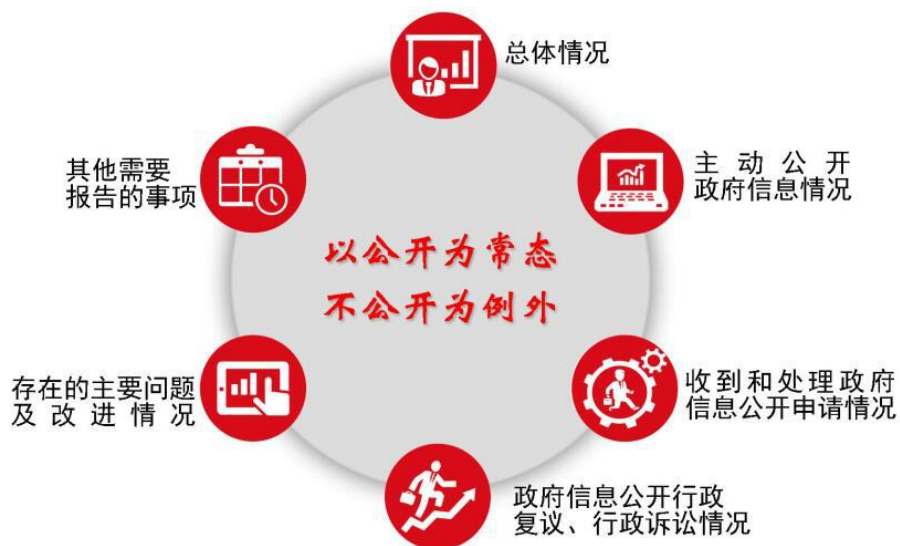 总体情况
主动公开
政府信息情况
收到和处理政府
信息公开申请情况
政府信息公开行政
复议、行政诉讼情况
存在的主要问题
及改进情况
其他需要
报告的事项
以公开为常态
不公开为例外